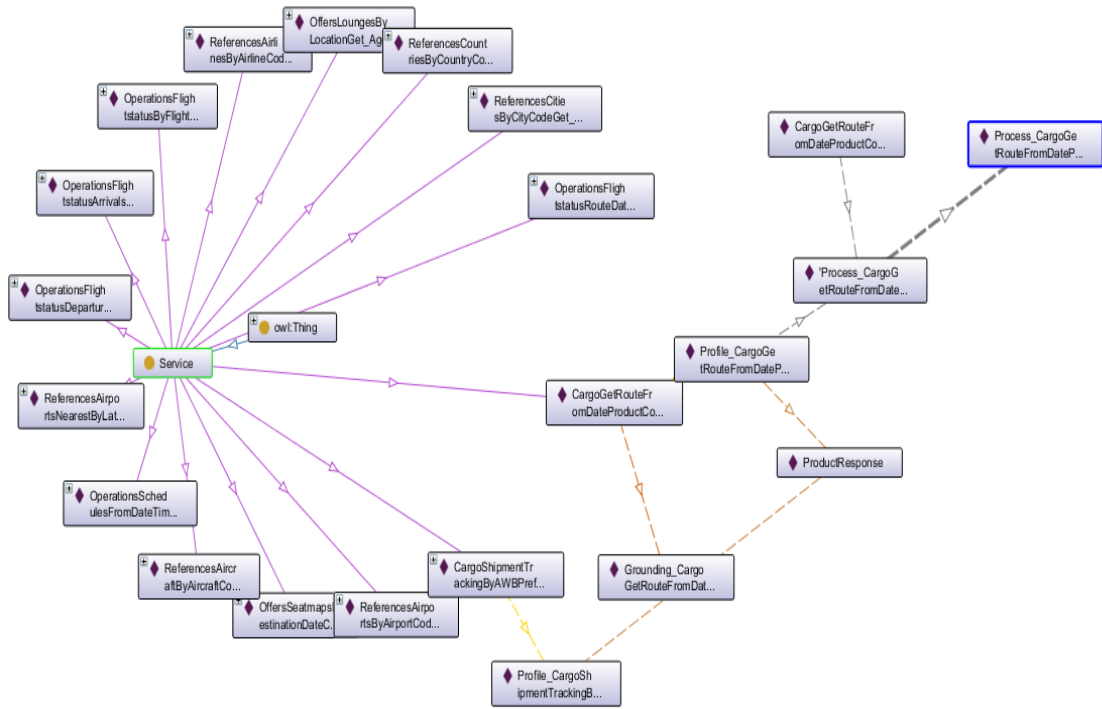 OffersLoungesBy
LocationGet_Ag
ReferencesAirli
nesByAirlineCod...
ReferencesCount
riesByCountryCo...
OperationsFligh
tstatusByFlight...
ReferencesCitie
sByCityCodeGet_...
CargoGetRouteFr
omDateProductCo...
Process_CargoGe
tRouteFromDateP...
OperationsFligh
tstatusArrivals...
OperationsFligh
tstatusRouteDat...
OperationsFligh
tstatusDepartur...
'Process_CargoG
etRouteFromDate...
owl:Thing
Service
Profile_CargoGe
tRouteFromDateP...
ReferencesAirpo
rtsNearestByLat...
CargoGetRouteFr
omDateProductCo...
ProductResponse
OperationsSched
ulesFromDateTim...
ReferencesAircr
aftByAircraftCo...
CargoShipmentTr
ackingByAWBPref...
Grounding_Cargo
GetRouteFromDat...
estinationDateC...
ReferencesAirpo
rtsByAirportCod...
Profile_CargoSh
ipmentTrackingB...